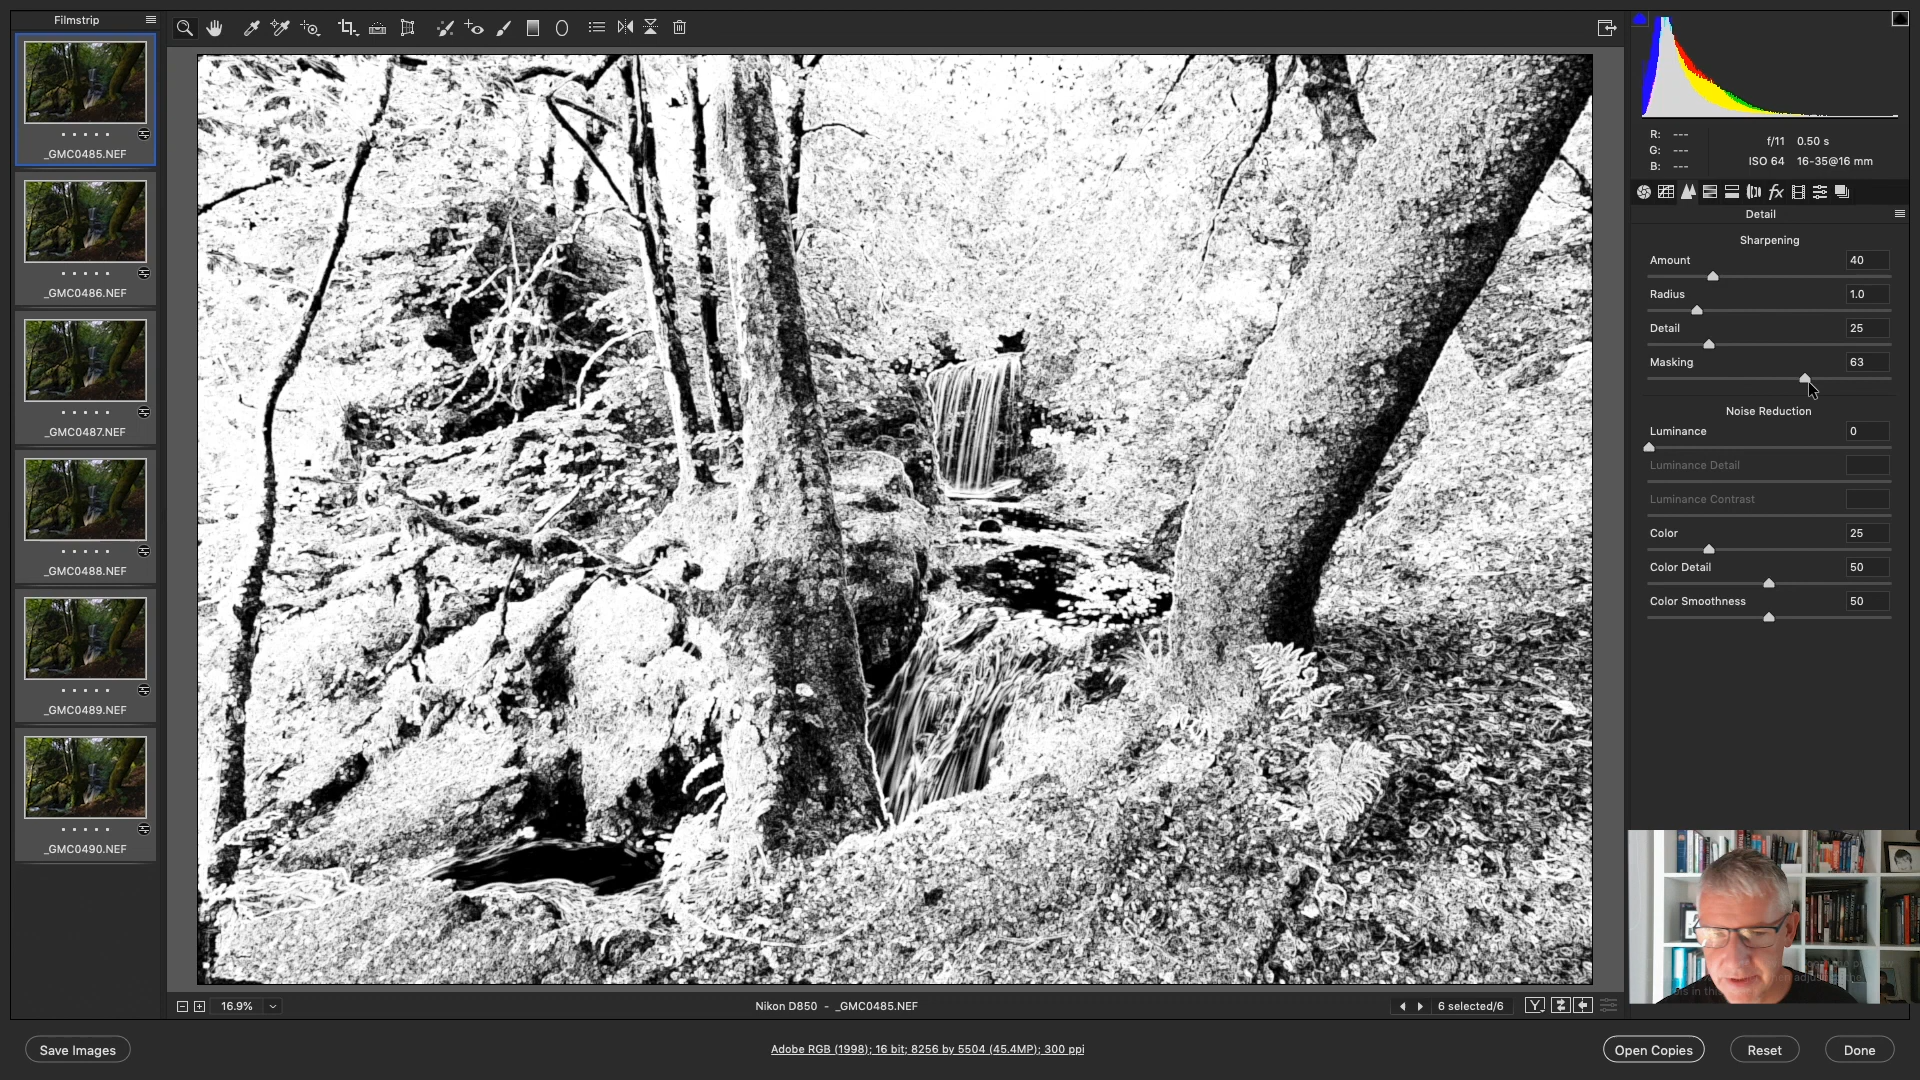 Filmstrip
_GMC0485.NEF
_GMC0486.NEF
_GMC0487.NEF
_GMC0488.NEF
_GMC0489.NEF
_GMC0490.NEF
R: ---
G: ---
B: ---
f/11 0.50 s
ISO 64 16-35@16 mm
fx
Detail
Sharpening
Amount 40
Radius 1.0
Detail 25
Masking 63
Noise Reduction
Luminance 0
Luminance Detail
Luminance Contrast
Color 25
Color Detail 50
Color Smoothness 50
16.9%
Nikon D850 - _GMC0485.NEF
6 selected/6
Y
Save Images
Adobe RGB (1998); 16 bit; 8256 by 5504 (45.4MP); 300 ppi
Open Copies
Reset
Done